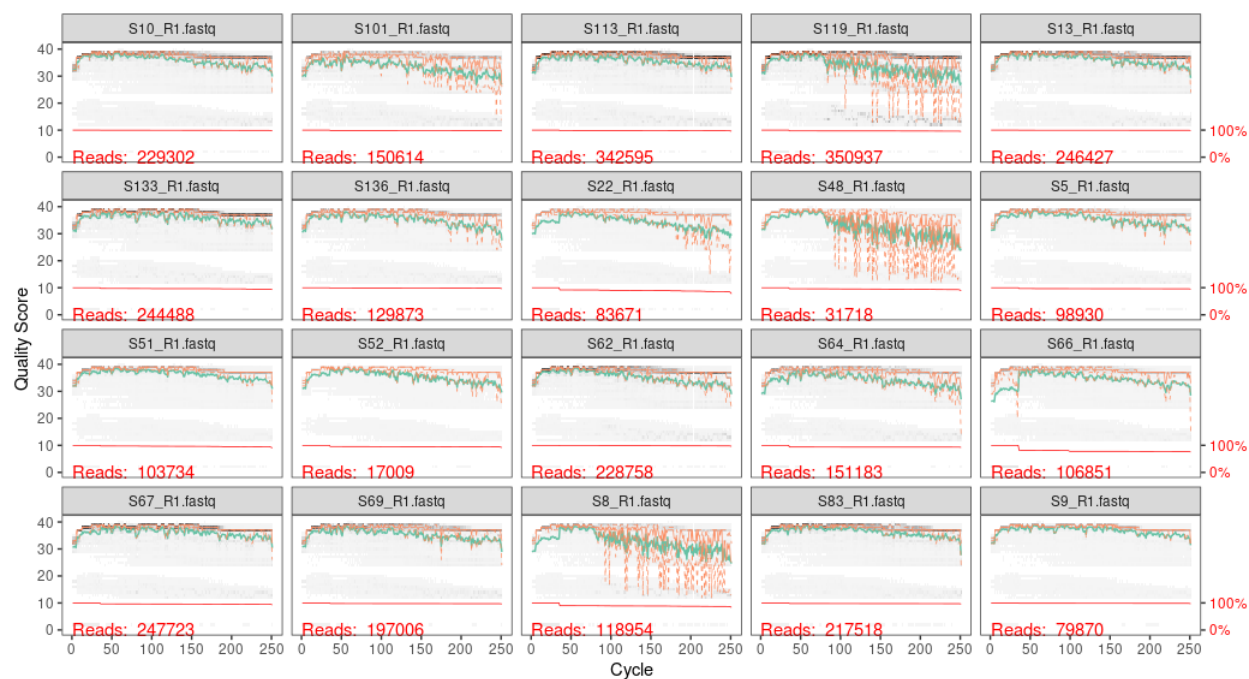 S10_R1.fastq S101_R1.fastq S113_R1.fastq S119_R1.fastq S13_R1.fastq
40
30
20
10 100%
0 Reads: 229302 Reads: 150614 Reads: 342595 Reads: 350937 Reads: 246427 0%
S133_R1.fastq S136_R1.fastq S22_R1.fastq S48_R1.fastq S5_R1.fastq
40
30
20
10 100%
0 Reads: 244488 Reads: 129873 Reads: 83671 Reads: 31718 Reads: 98930 0%
Quality Score
S51_R1.fastq S52_R1.fastq S62_R1.fastq S64_R1.fastq S66_R1.fastq
40
30
20
10 100%
0 Reads: 103734 Reads: 17009 Reads: 228758 Reads: 151183 Reads: 106851 0%
S67_R1.fastq S69_R1.fastq S8_R1.fastq S83_R1.fastq S9_R1.fastq
40
30
20
10 100%
0 Reads: 247723 Reads: 197006 Reads: 118954 Reads: 217518 Reads: 79870 0%
0 50 100 150 200 250 0 50 100 150 200 250 0 50 100 150 200 250 0 50 100 150 200 250 0 50 100 150 200 250
Cycle